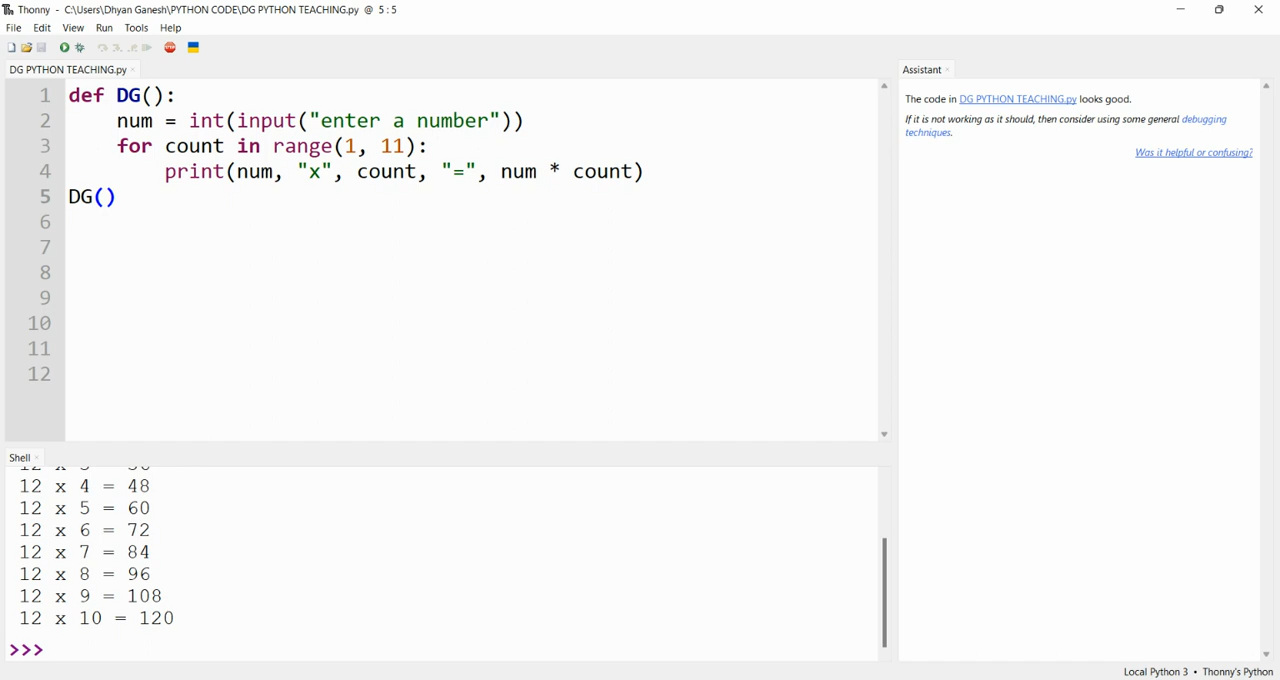 Thonny - C:\Users\Dhyan Ganesh\PYTHON CODE\DG PYTHON TEACHING.py @ 5 : 5
File Edit View Run Tools Help
DG PYTHON TEACHING.py ×
1 def DG():
2 num = int(input("enter a number"))
3 for count in range(1, 11):
4 print(num, "x", count, "=", num * count)
5 DG()
6
7
8
9
10
11
12
Assistant ×
The code in DG PYTHON TEACHING.py looks good.
If it is not working as it should, then consider using some general debugging
techniques.
Was it helpful or confusing?
Shell ×
12 x 4 = 48
12 x 5 = 60
12 x 6 = 72
12 x 7 = 84
12 x 8 = 96
12 x 9 = 108
12 x 10 = 120
>>>
Local Python 3 • Thonny's Python